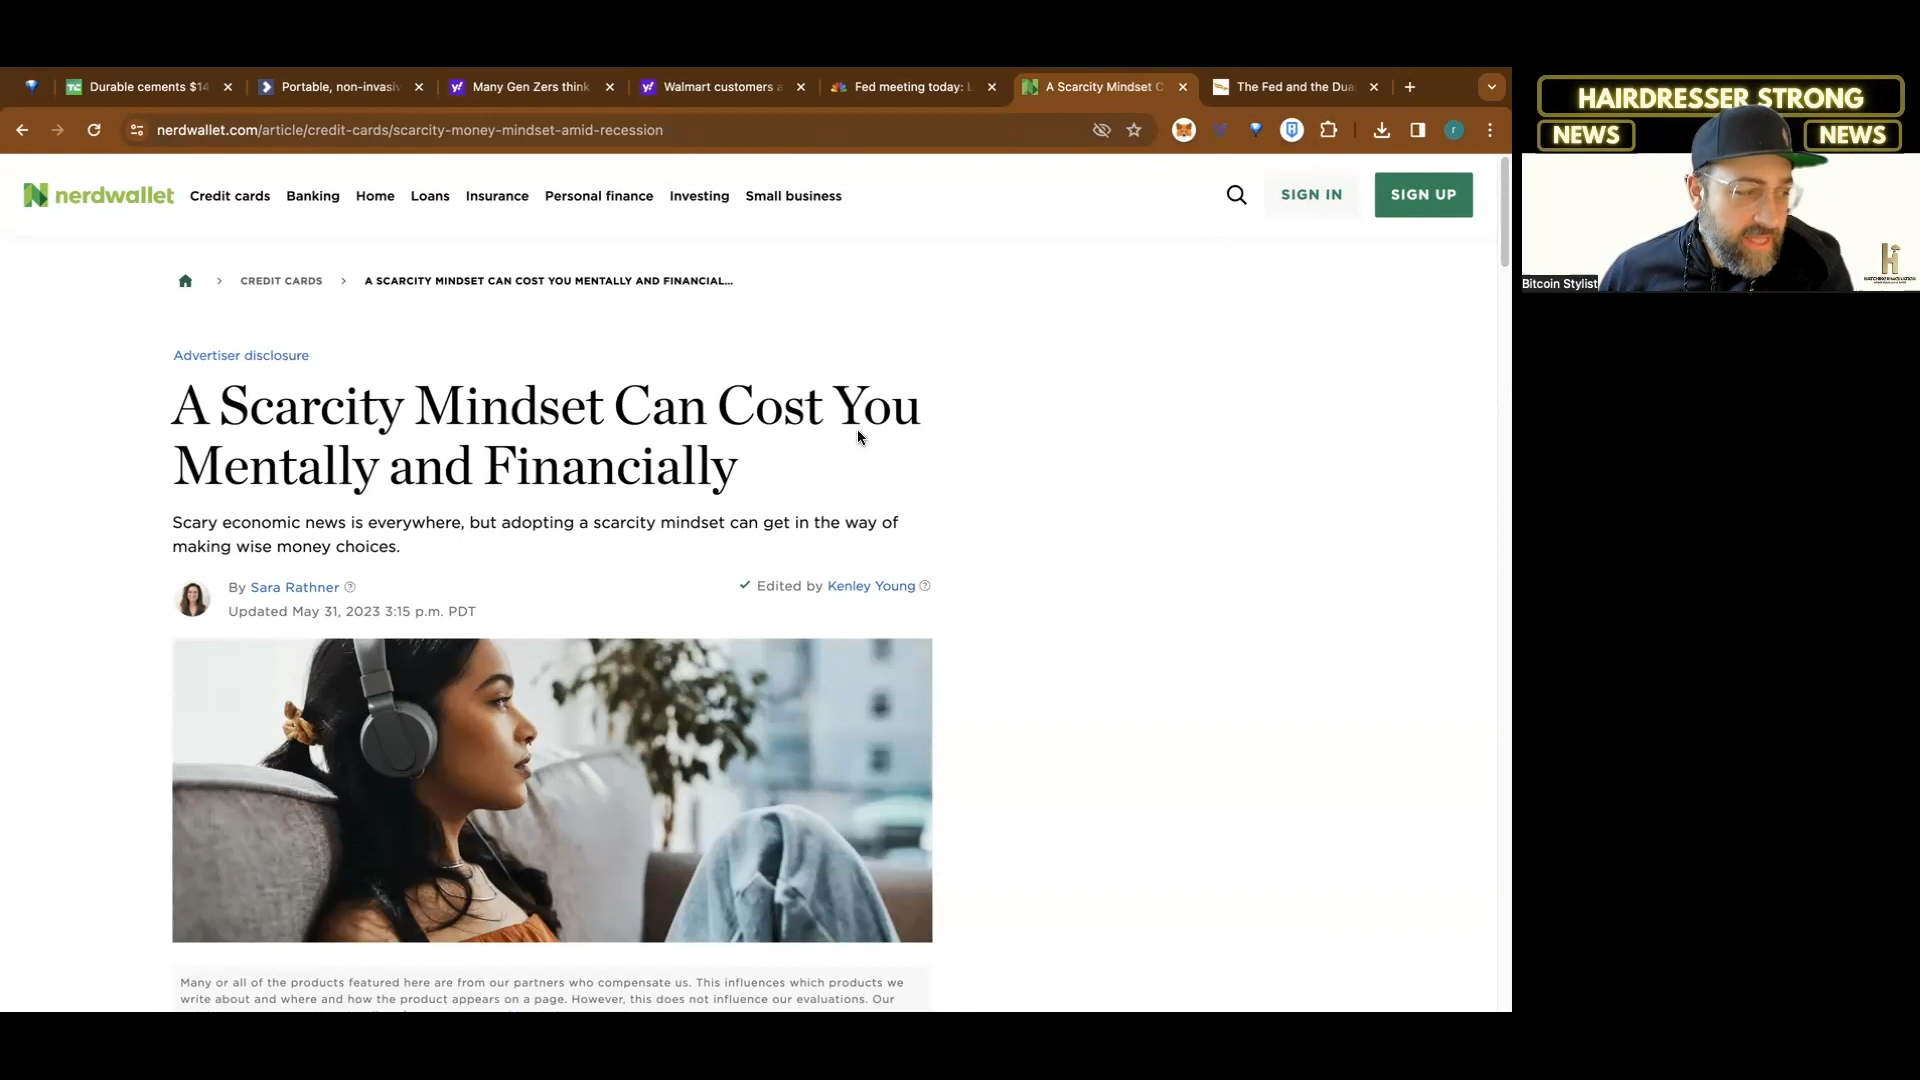 Durable cements $14
Portable, non-invasiv
Many Gen Zers think
Walmart customers a
Fed meeting today: L
A Scarcity Mindset C
The Fed and the Dua
nerdwallet.com/article/credit-cards/scarcity-money-mindset-amid-recession
nerdwallet
Credit cards
Banking
Home
Loans
Insurance
Personal finance
Investing
Small business
SIGN IN
SIGN UP
CREDIT CARDS
A SCARCITY MINDSET CAN COST YOU MENTALLY AND FINANCIAL...
Advertiser disclosure
A Scarcity Mindset Can Cost You
Mentally and Financially
Scary economic news is everywhere, but adopting a scarcity mindset can get in the way of
making wise money choices.
By Sara Rathner
Updated May 31, 2023 3:15 p.m. PDT
Edited by Kenley Young
Many or all of the products featured here are from our partners who compensate us. This influences which products we
write about and where and how the product appears on a page. However, this does not influence our evaluations. Our
HAIRDRESSER STRONG
NEWS
NEWS
Bitcoin Stylist